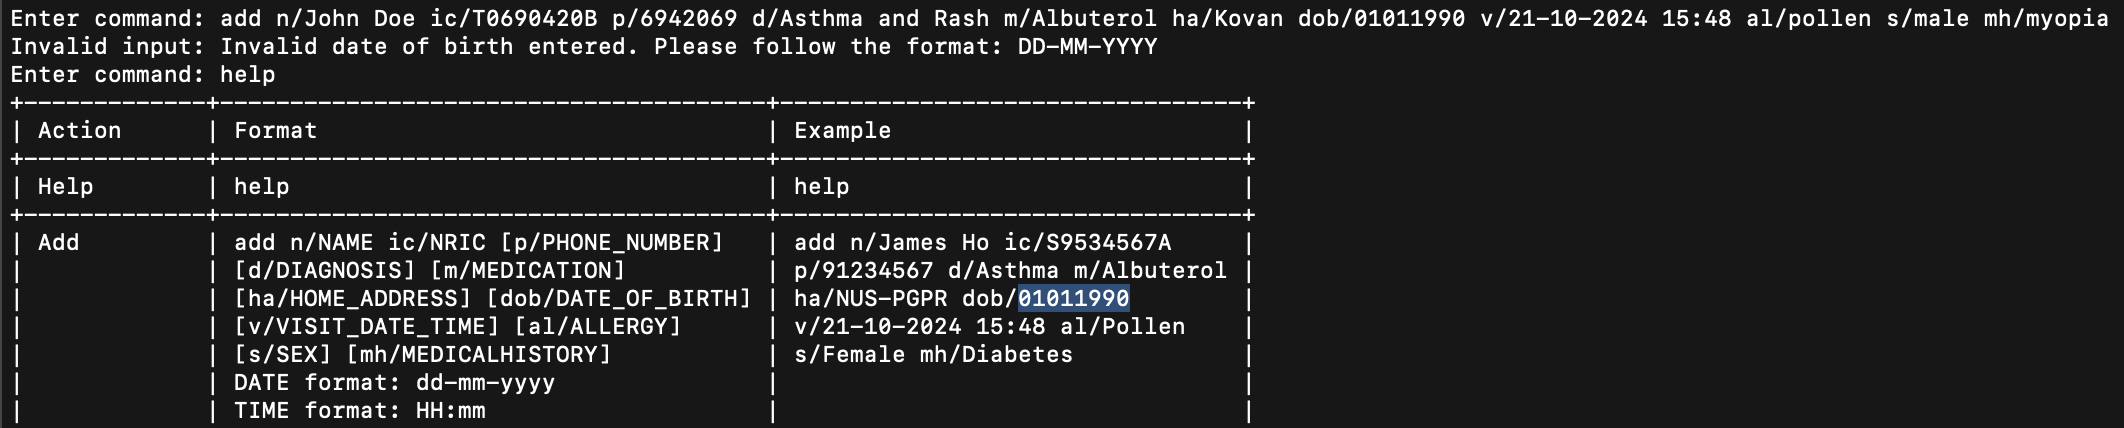 Enter command: add n/John Doe ic/T0690420B p/6942069 d/Asthma and Rash m/Albuterol ha/Kovan dob/01011990 v/21-10-2024 15:48 al/pollen s/male mh/myopia
Invalid input: Invalid date of birth entered. Please follow the format: DD-MM-YYYY
Enter command: help
+--------------+----------------------------------------+----------------------------------+
| Action | Format | Example |
+--------------+----------------------------------------+----------------------------------+
| Help | help | help |
+--------------+----------------------------------------+----------------------------------+
| Add | add n/NAME ic/NRIC [p/PHONE_NUMBER] | add n/James Ho ic/S9534567A |
| | [d/DIAGNOSIS] [m/MEDICATION] | p/91234567 d/Asthma m/Albuterol |
| | [ha/HOME_ADDRESS] [dob/DATE_OF_BIRTH] | ha/NUS-PGPR dob/01011990 |
| | [v/VISIT_DATE_TIME] [al/ALLERGY] | v/21-10-2024 15:48 al/Pollen |
| | [s/SEX] [mh/MEDICALHISTORY] | s/Female mh/Diabetes |
| | DATE format: dd-mm-yyyy | |
| | TIME format: HH:mm | |